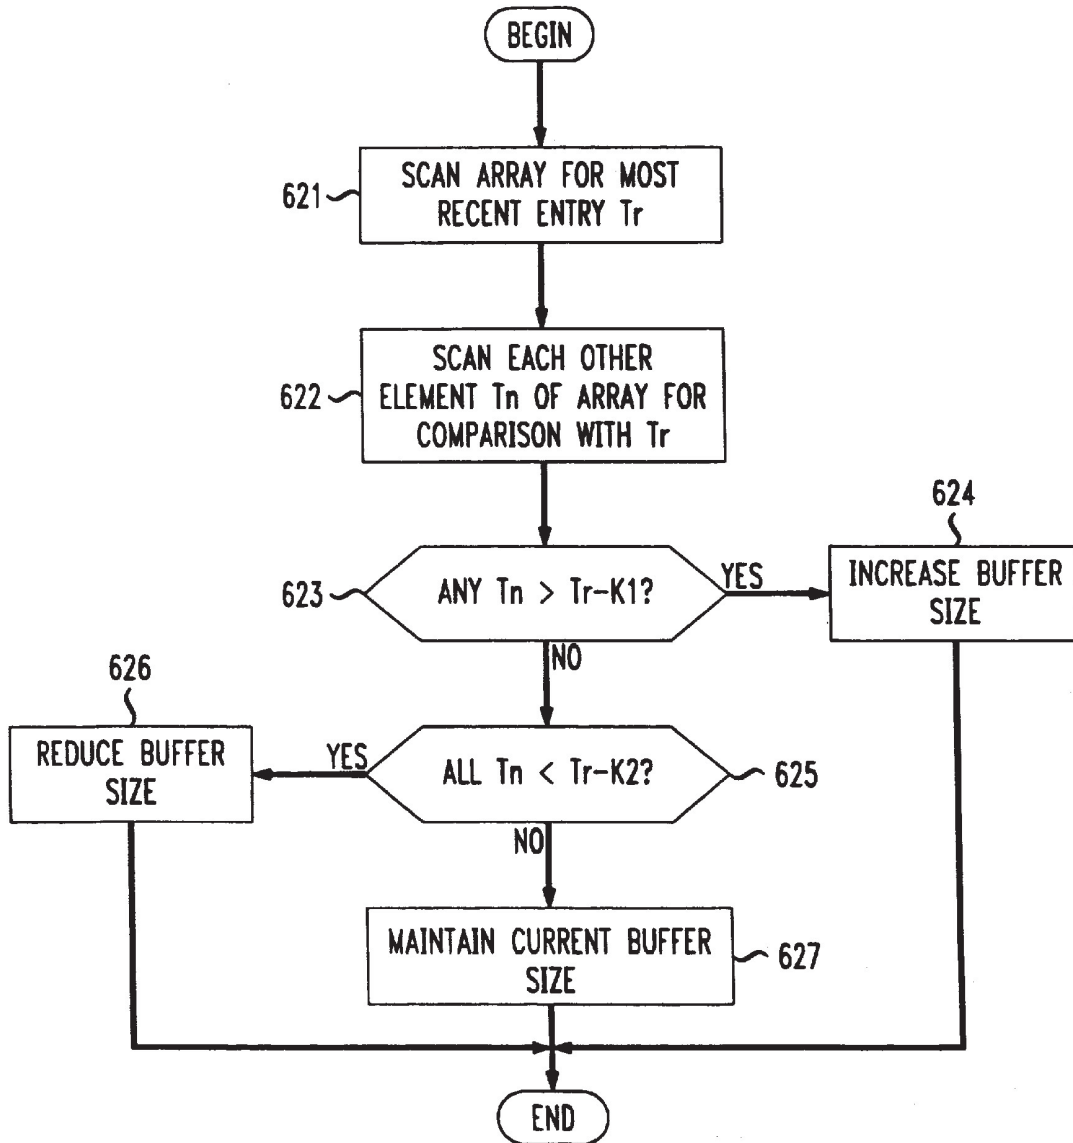 BEGIN
621
SCAN ARRAY FOR MOST
RECENT ENTRY Tr
622
SCAN EACH OTHER
ELEMENT Tn OF ARRAY FOR
COMPARISON WITH Tr
624
623
ANY Tn > Tr-K1?
YES
INCREASE BUFFER
SIZE
NO
626
REDUCE BUFFER
SIZE
YES
ALL Tn < Tr-K2?
625
NO
MAINTAIN CURRENT BUFFER
SIZE
627
END